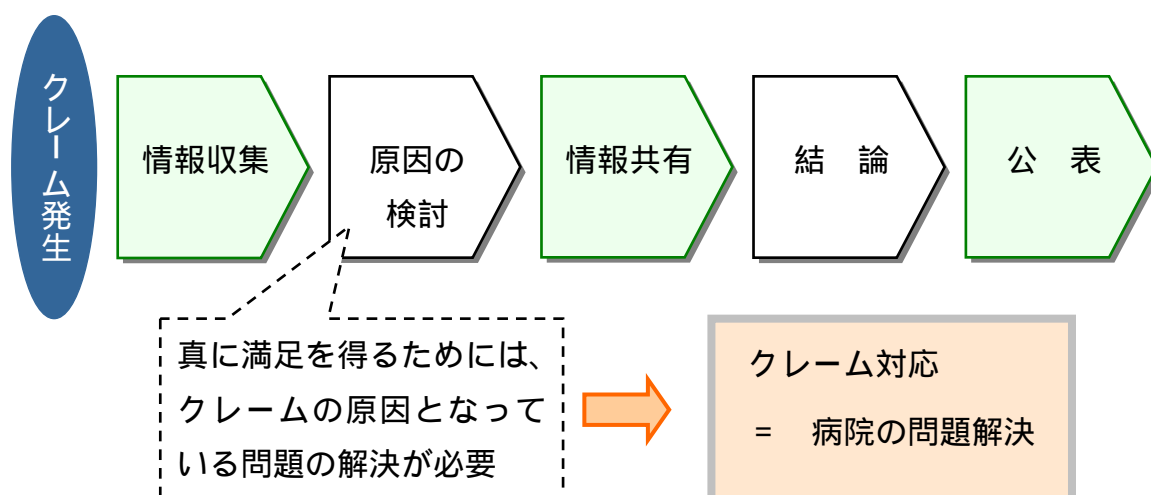 クレーム発生
情報収集
原因の
検討
情報共有
結　論
公　表
真に満足を得るためには、
クレームの原因となって
いる問題の解決が必要
クレーム対応
=　病院の問題解決